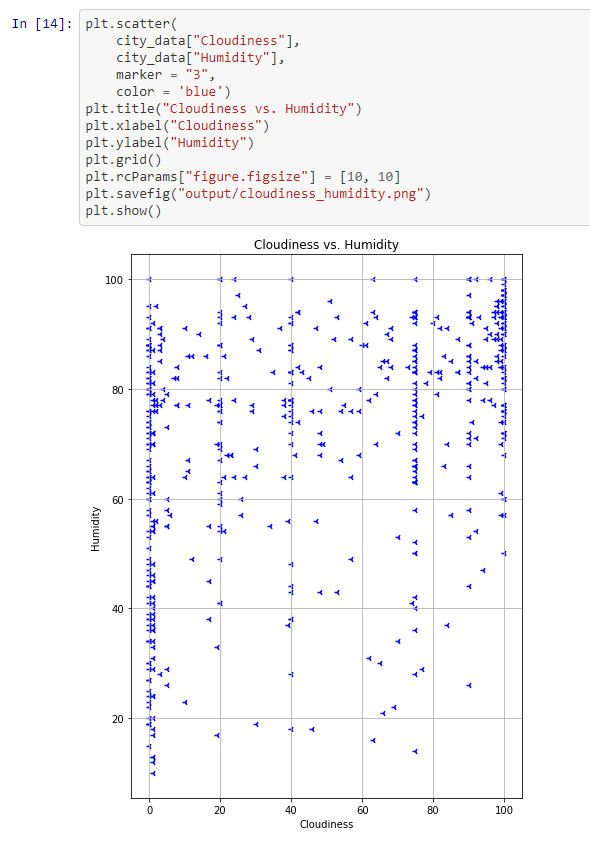 In [14]: plt.scatter(
city_data["Cloudiness"],
city_data["Humidity"],
marker = "3",
color = 'blue')
plt.title("Cloudiness vs. Humidity")
plt.xlabel("Cloudiness")
plt.ylabel("Humidity")
plt.grid()
plt.rcParams["figure.figsize"] = [10, 10]
plt.savefig("output/cloudiness_humidity.png")
plt.show()
Cloudiness vs. Humidity
100
80
60
40
20
Humidity
0 20 40 60 80 100
Cloudiness